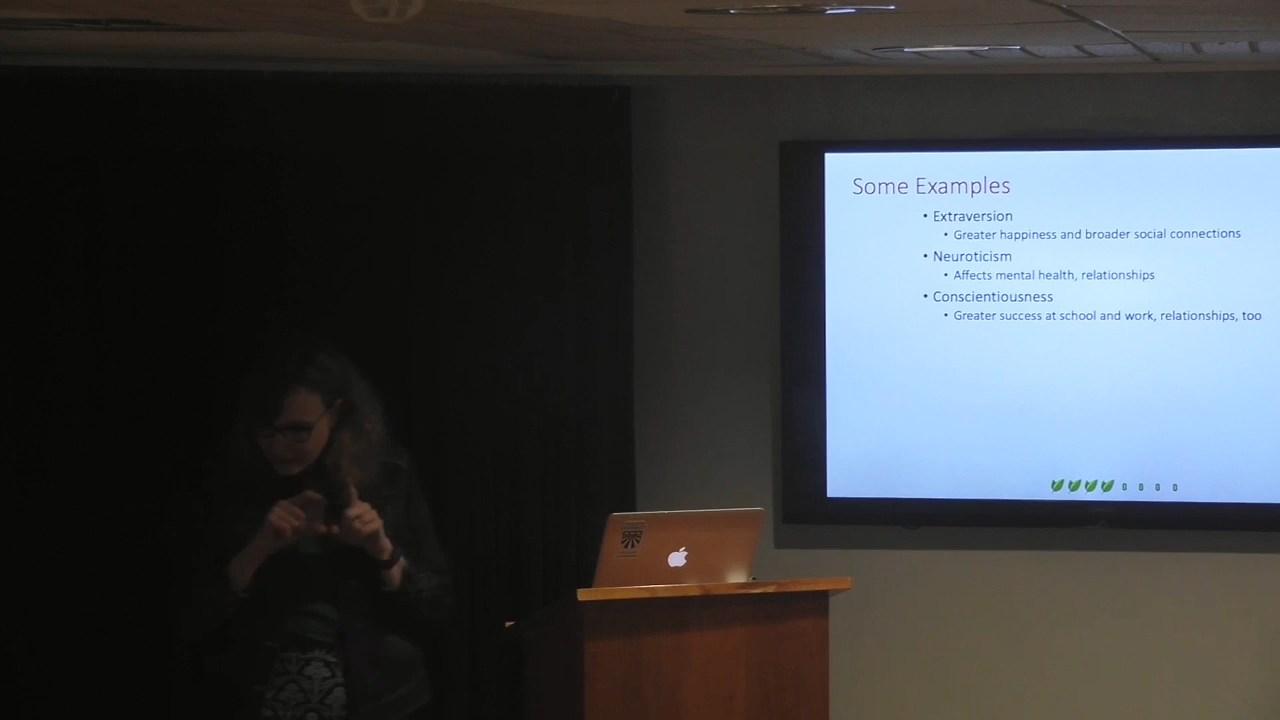 Some Examples
• Extraversion
• Greater happiness and broader social connections
• Neuroticism
• Affects mental health, relationships
• Conscientiousness
• Greater success at school and work, relationships, too